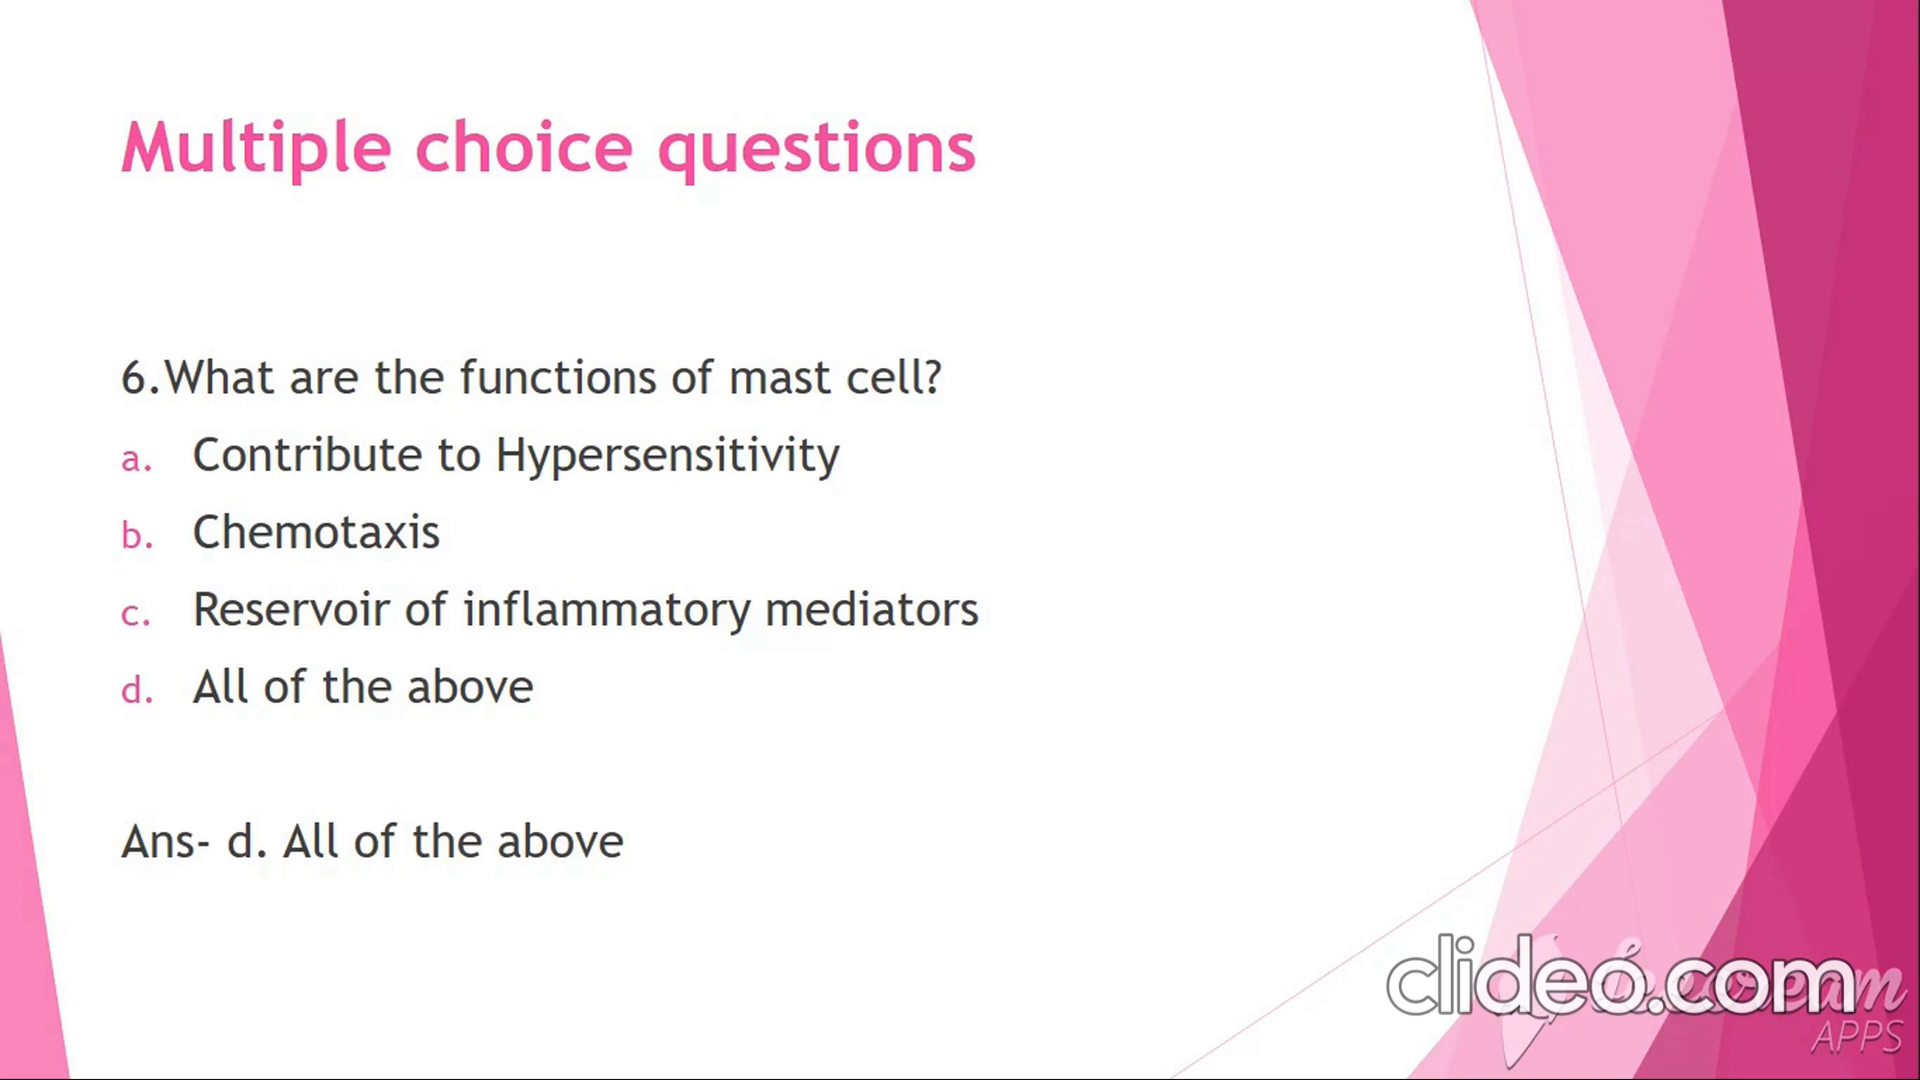 Multiple choice questions
6.What are the functions of mast cell?
a. Contribute to Hypersensitivity
b. Chemotaxis
c. Reservoir of inflammatory mediators
d. All of the above
Ans- d. All of the above
clideo.com
APPS